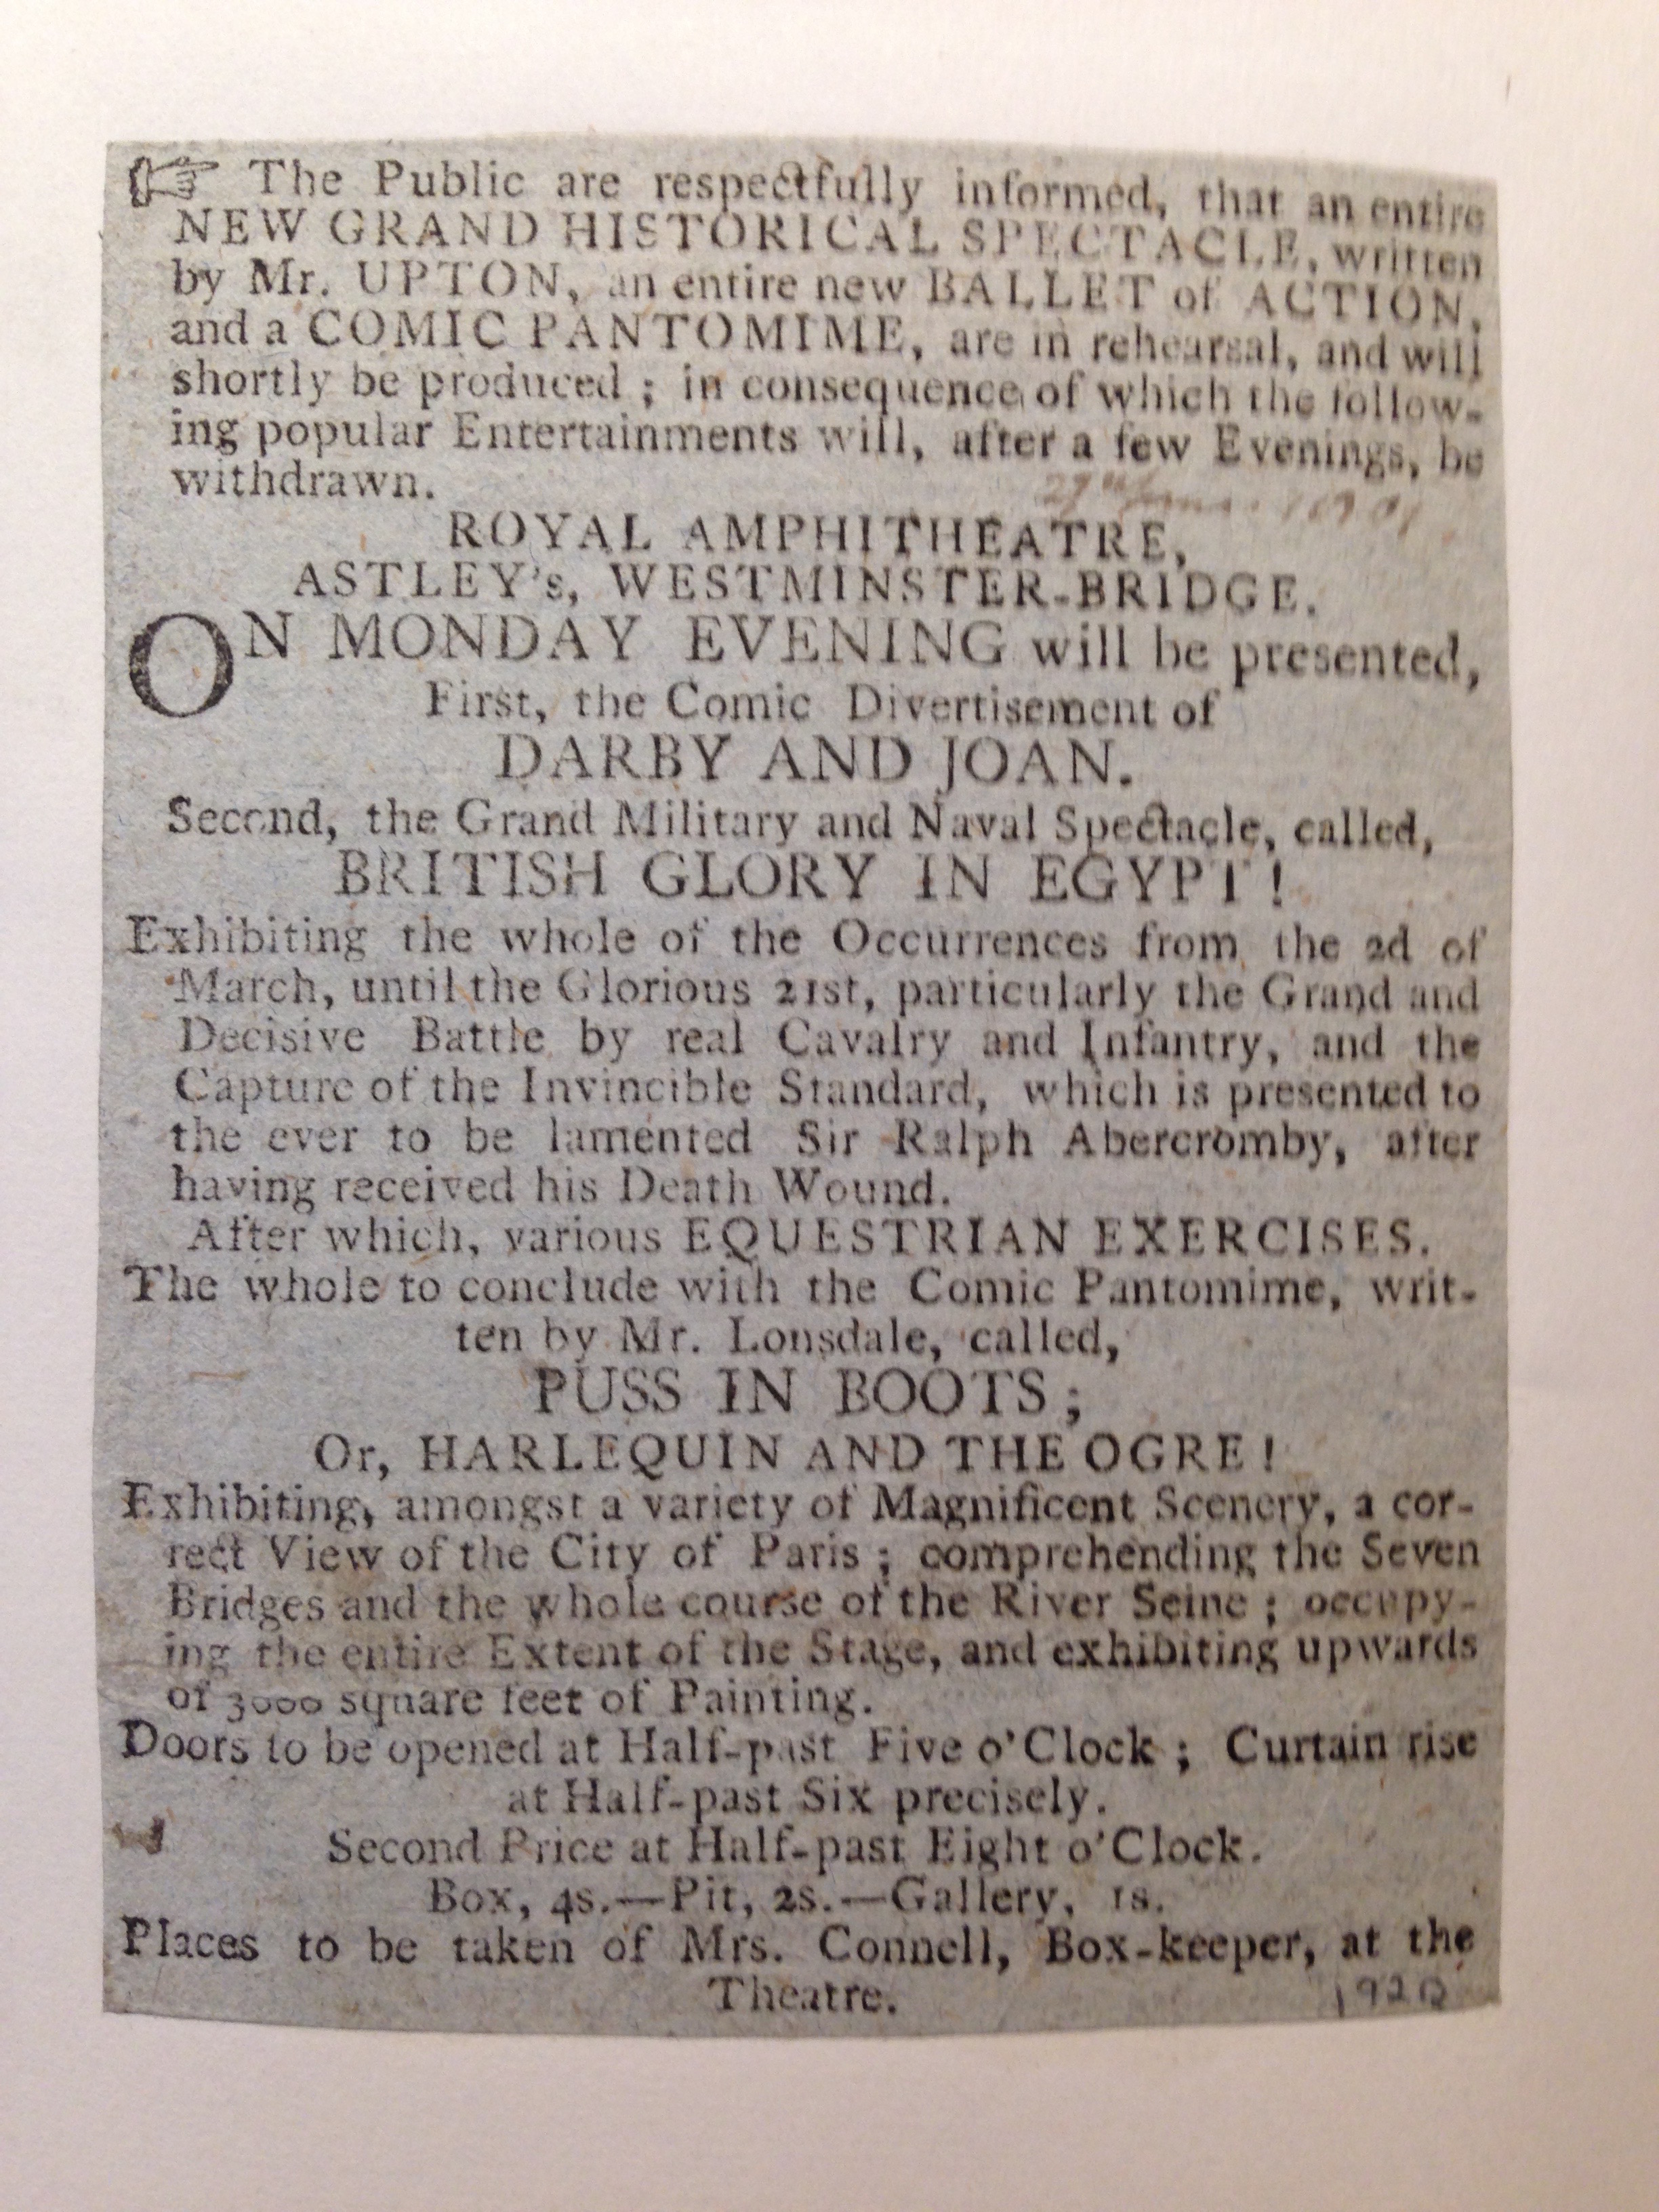 The Public are respectfully informed, that an entire
NEW GRAND HISTORICAL SPECTACLE, written
by Mr. UPTON, an entire new BALLET of ACTION,
and a COMIC PANTOMIME, are in rehearsal, and will
shortly be produced ; in consequence of which the follow-
ing popular Entertainments will, after a few Evenings, be
withdrawn.
ROYAL AMPHITHEATRE,
ASTLEY's, WESTMINSTER-BRIDGE.
ON MONDAY EVENING will be presented,
First, the Comic Divertisement of
DARBY AND JOAN.
Second, the Grand Military and Naval Spectacle, called,
BRITISH GLORY IN EGYPT!
Exhibiting the whole of the Occurrences from the 2d of
March, until the Glorious 21st, particularly the Grand and
Decisive Battle by real Cavalry and Infantry, and the
Capture of the Invincible Standard, which is presented to
the ever to be lamented Sir Ralph Abercromby, after
having received his Death Wound.
After which, various EQUESTRIAN EXERCISES.
The whole to conclude with the Comic Pantomime, writ-
ten by Mr. Lonsdale, called,
PUSS IN BOOTS;
Or, HARLEQUIN AND THE OGRE!
Exhibiting, amongst a variety of Magnificent Scenery, a cor-
rect View of the City of Paris ; comprehending the Seven
Bridges and the whole course of the River Seine ; occupy-
ing the entire Extent of the Stage, and exhibiting upwards
of 3000 square feet of Painting.
Doors to be opened at Half-past Five o'Clock ; Curtain rise
at Half-past Six precisely.
Second Price at Half-past Eight o'Clock.
Box, 4s.—Pit, 2s.—Gallery, 1s.
Places to be taken of Mrs. Connell, Box-keeper, at the
Theatre.